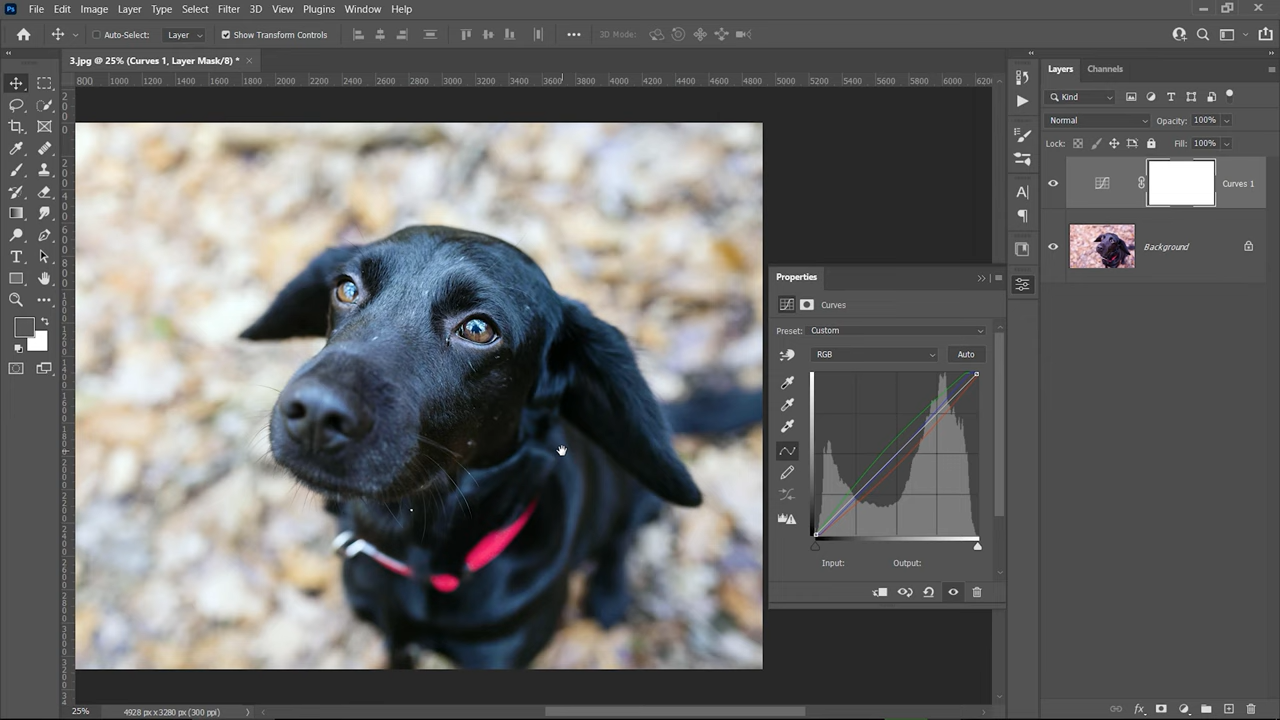 Ps File Edit Image Layer Type Select Filter 3D View Plugins Window Help
Auto-Select: Layer Show Transform Controls 3D Mode:
3.jpg @ 25% (Curves 1, Layer Mask/8) *
800 1000 1200 1400 1600 1800 2000 2200 2400 2600 2800 3000 3200 3400 3600 3800 4000 4200 4400 4600 4800 5000 5200 5400 5600 5800 6000 6200
Layers Channels
Kind
Normal Opacity: 100%
Lock: Fill: 100%
Curves 1
Background
Properties
Curves
Preset: Custom
RGB Auto
Input: Output:
25% 4928 px x 3280 px (300 ppi)